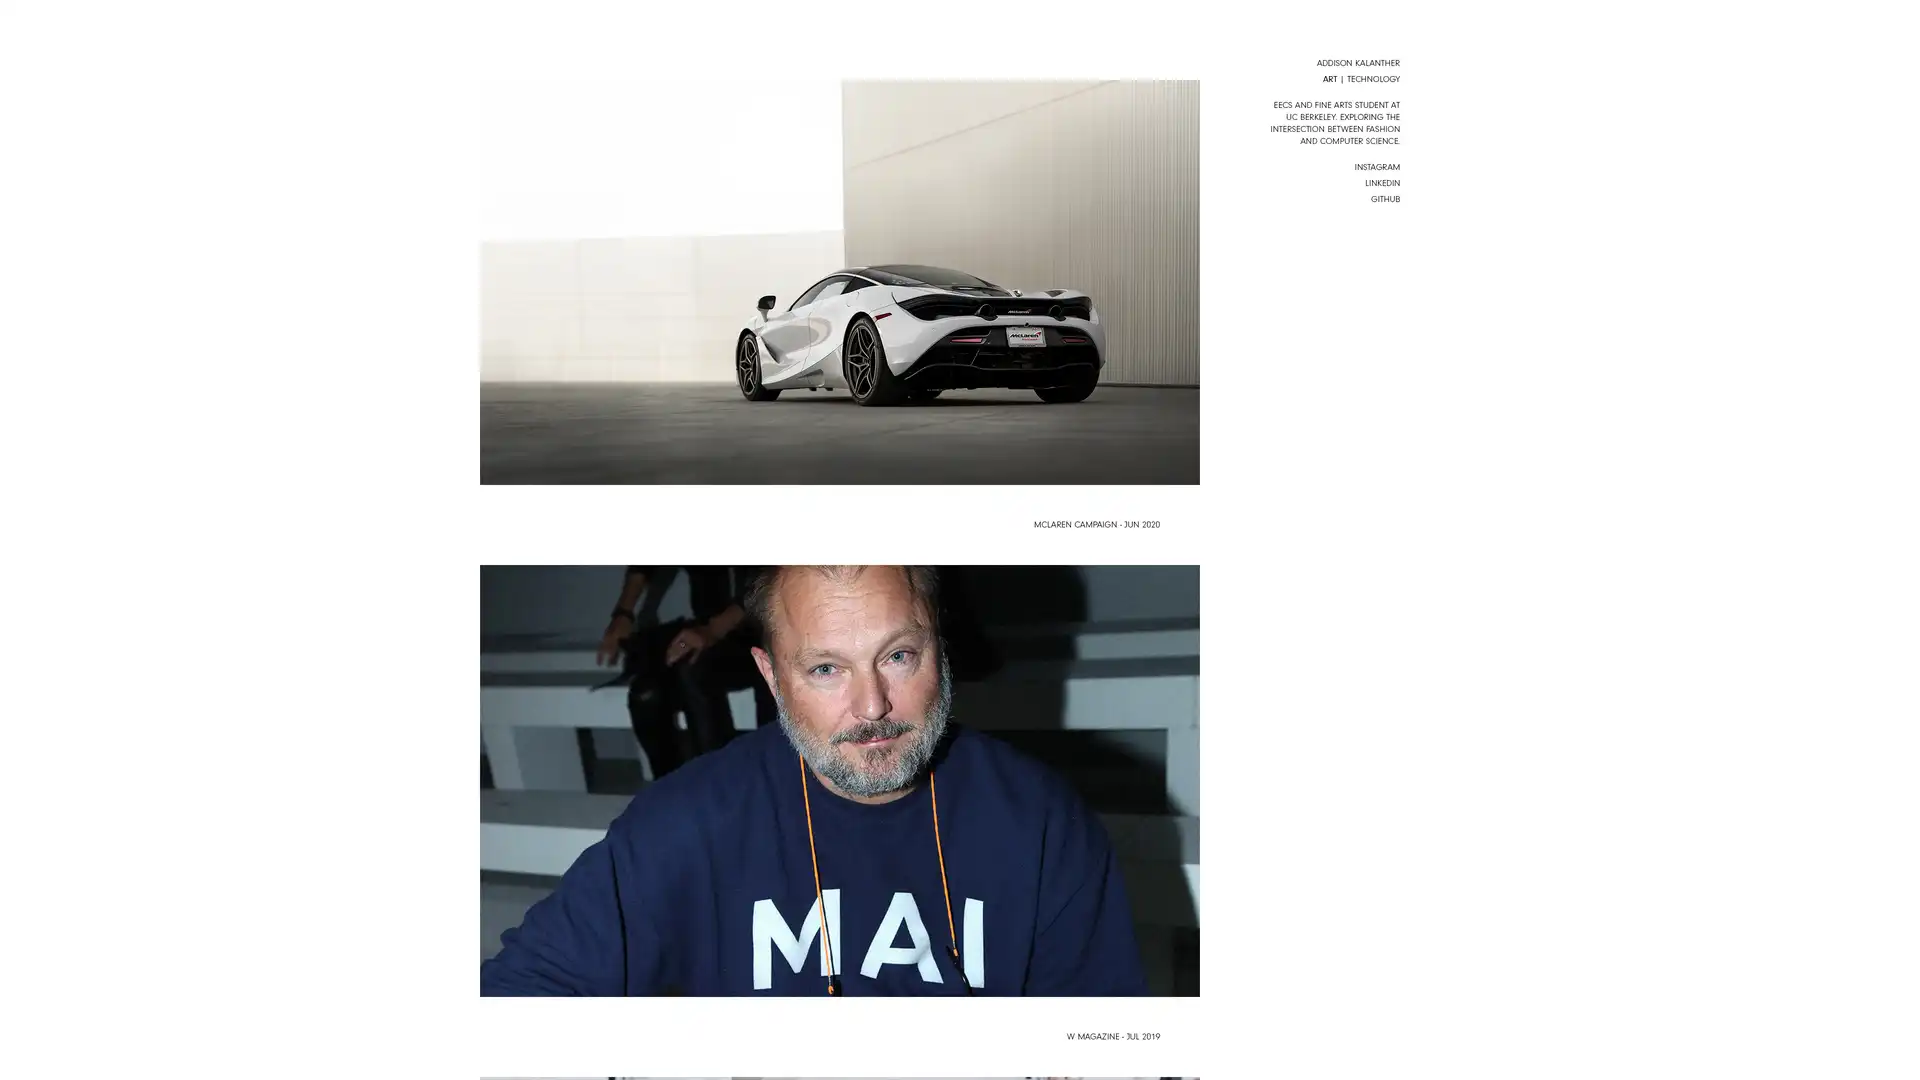 ADDISON KALANTHER
ART | TECHNOLOGY
EECS AND FINE ARTS STUDENT AT
UC BERKELEY. EXPLORING THE
INTERSECTION BETWEEN FASHION
AND COMPUTER SCIENCE.
INSTAGRAM
LINKEDIN
GITHUB
McLaren
McLaren
MCLAREN CAMPAIGN - JUN 2020
MAI
W MAGAZINE - JUL 2019